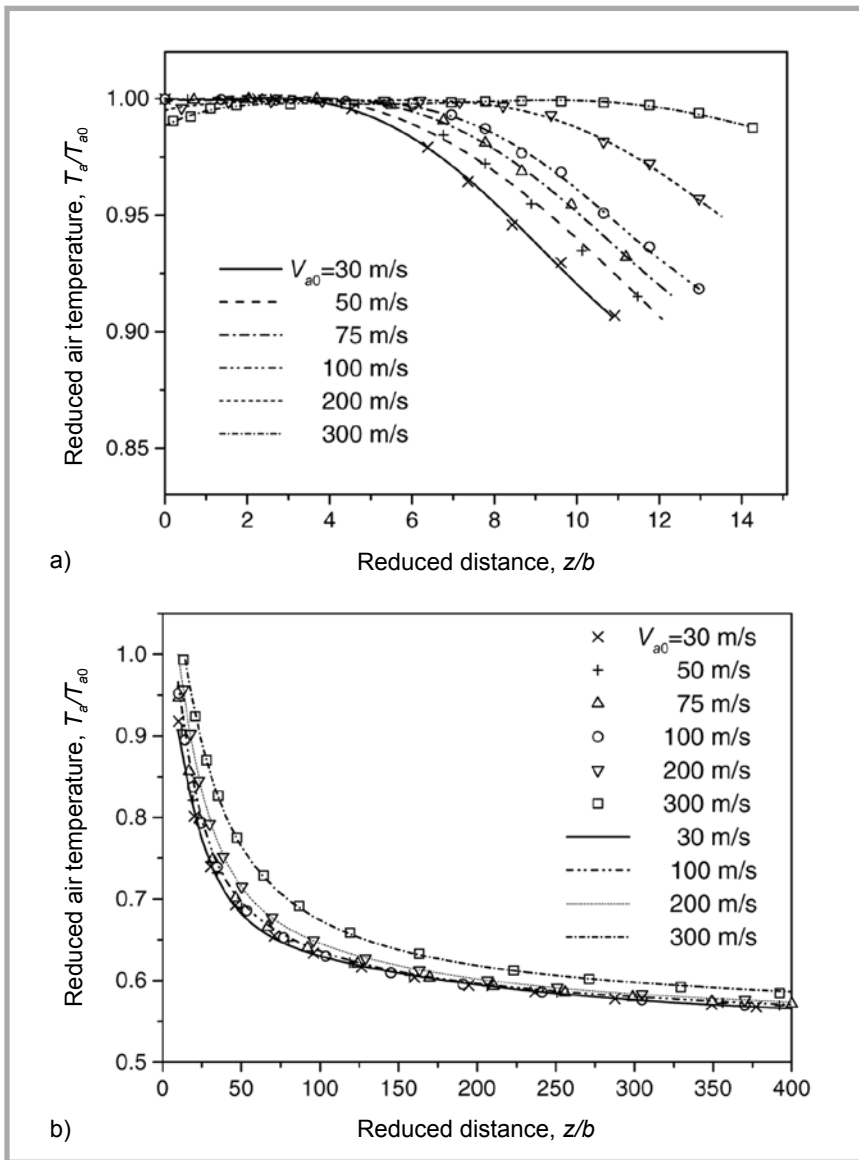 Reduced air temperature, Tₐ/Tₐ₀
1.00
0.95
0.90
0.85
Vₐ₀=30 m/s
50 m/s
75 m/s
100 m/s
200 m/s
300 m/s
0 2 4 6 8 10 12 14
a) Reduced distance, z/b
Reduced air temperature, Tₐ/Tₐ₀
1.0
0.9
0.8
0.7
0.6
0.5
Vₐ₀=30 m/s
50 m/s
75 m/s
100 m/s
200 m/s
300 m/s
30 m/s
100 m/s
200 m/s
300 m/s
0 50 100 150 200 250 300 350 400
b) Reduced distance, z/b